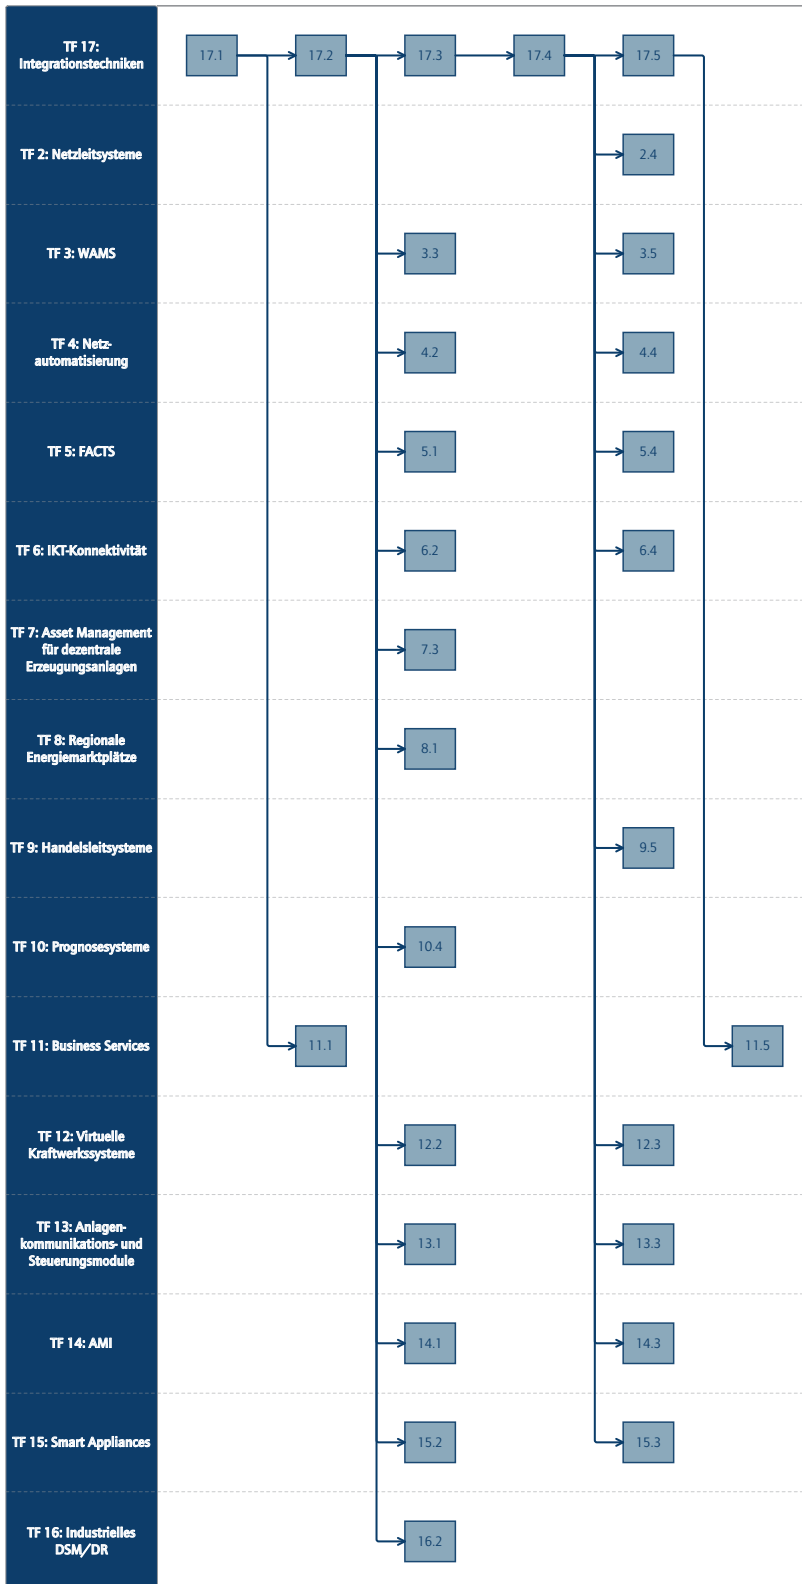 TF 17:
Integrationstechniken
17.1
17.2
17.3
17.4
17.5
TF 2: Netzleitsysteme
2.4
TF 3: WAMS
3.3
3.5
TF 4: Netz-
automatisierung
4.2
4.4
TF 5: FACTS
5.1
5.4
TF 6: IKT-Konnektivität
6.2
6.4
TF 7: Asset Management
für dezentrale
Erzeugungsanlagen
7.3
TF 8: Regionale
Energiemarktplätze
8.1
TF 9: Handelsleitsysteme
9.5
TF 10: Prognosesysteme
10.4
TF 11: Business Services
11.1
11.5
TF 12: Virtuelle
Kraftwerkssysteme
12.2
12.3
TF 13: Anlagen-
kommunikations- und
Steuerungsmodule
13.1
13.3
TF 14: AMI
14.1
14.3
TF 15: Smart Appliances
15.2
15.3
TF 16: Industrielles
DSM/DR
16.2